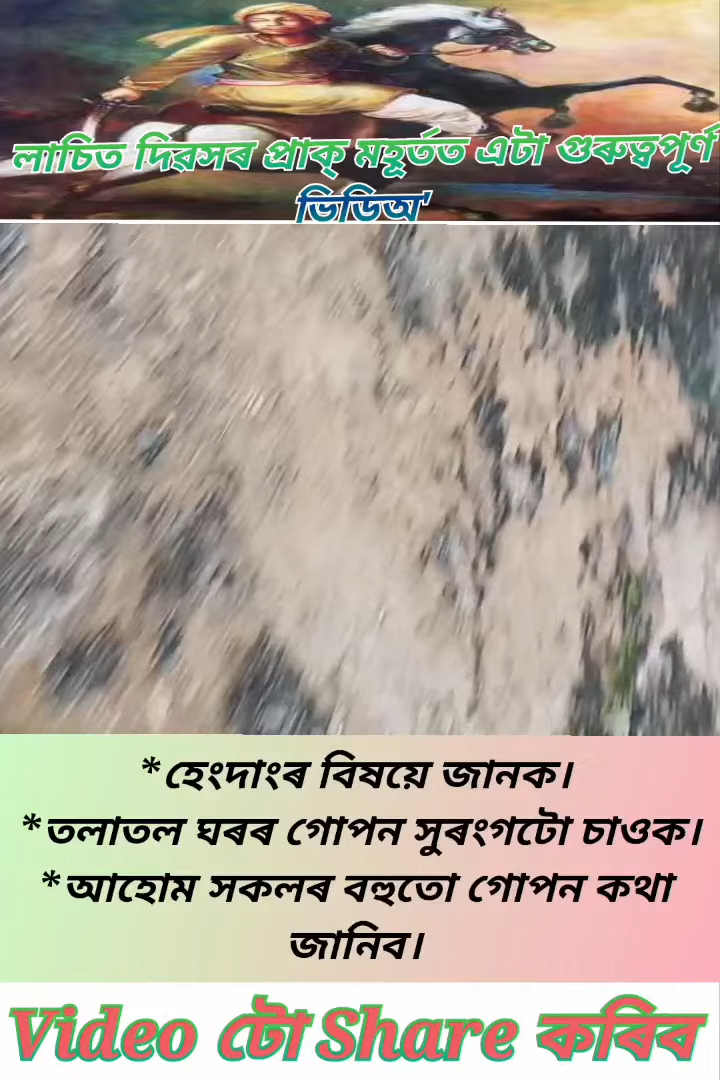 লাচিত দিৱসৰ প্ৰাক্ মহূৰ্তত এটা গুৰুত্বপূৰ্ণ
ভিডিঅ'
*হেংদাংৰ বিষয়ে জানক।
*তলাতল ঘৰৰ গোপন সুৰংগটো চাওক।
*আহোম সকলৰ বহুতো গোপন কথা
জানিব।
Video টো Share কৰিব